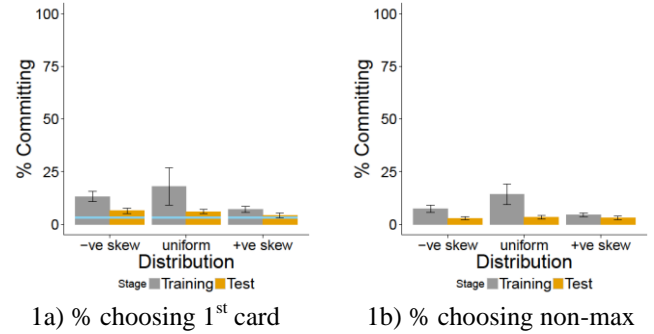 100
75
50
25
0
% Committing
−ve skew uniform +ve skew
Distribution
Stage Training Test
1a) % choosing 1st card
100
75
50
25
0
% Committing
−ve skew uniform +ve skew
Distribution
Stage Training Test
1b) % choosing non-max